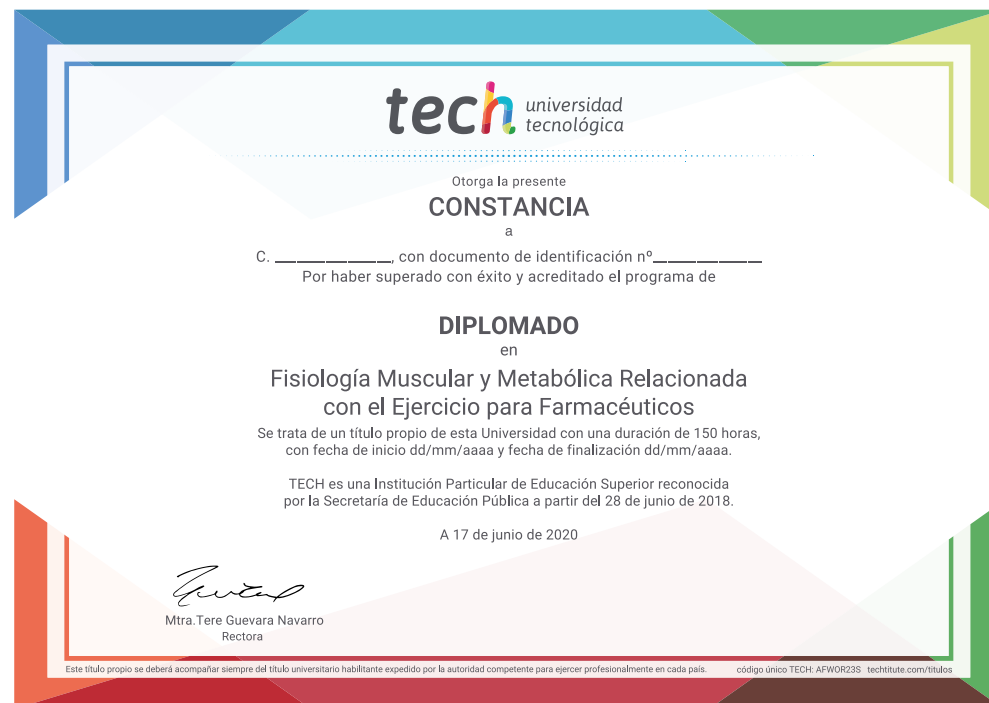 tech universidad
tecnológica
Otorga la presente
CONSTANCIA
a
C. ________________, con documento de identificación nº_______________
Por haber superado con éxito y acreditado el programa de
DIPLOMADO
en
Fisiología Muscular y Metabólica Relacionada
con el Ejercicio para Farmacéuticos
Se trata de un título propio de esta Universidad con una duración de 150 horas,
con fecha de inicio dd/mm/aaaa y fecha de finalización dd/mm/aaaa.
TECH es una Institución Particular de Educación Superior reconocida
por la Secretaría de Educación Pública a partir del 28 de junio de 2018.
A 17 de junio de 2020
Mtra.Tere Guevara Navarro
Rectora
Este título propio se deberá acompañar siempre del título universitario habilitante expedido por la autoridad competente para ejercer profesionalmente en cada país. código único TECH: AFWOR23S techtitute.com/titulos